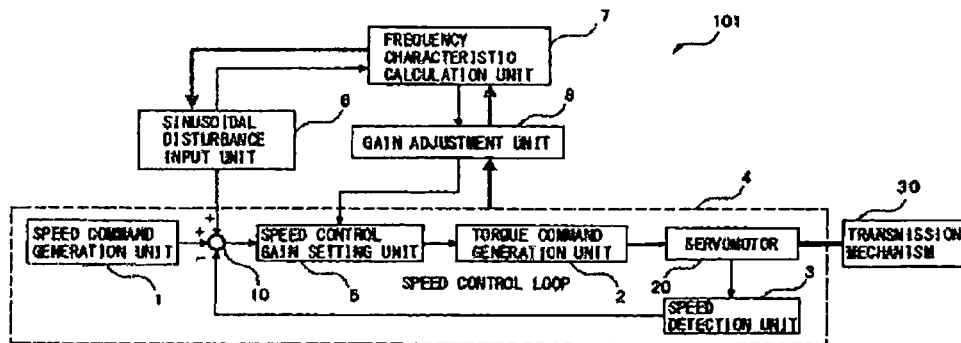 7
101
FREQUENCY
CHARACTERISTIC
CALCULATION UNIT
6
8
SINUSOIDAL
DISTURBANCE
INPUT UNIT
GAIN ADJUSTMENT UNIT
4
30
+
+
−
SPEED COMMAND
GENERATION UNIT
SPEED CONTROL
GAIN SETTING UNIT
TORQUE COMMAND
GENERATION UNIT
SERVOMOTOR
TRANSMISSION
MECHANISM
1
10
5
SPEED CONTROL LOOP
2
20
3
SPEED
DETECTION UNIT